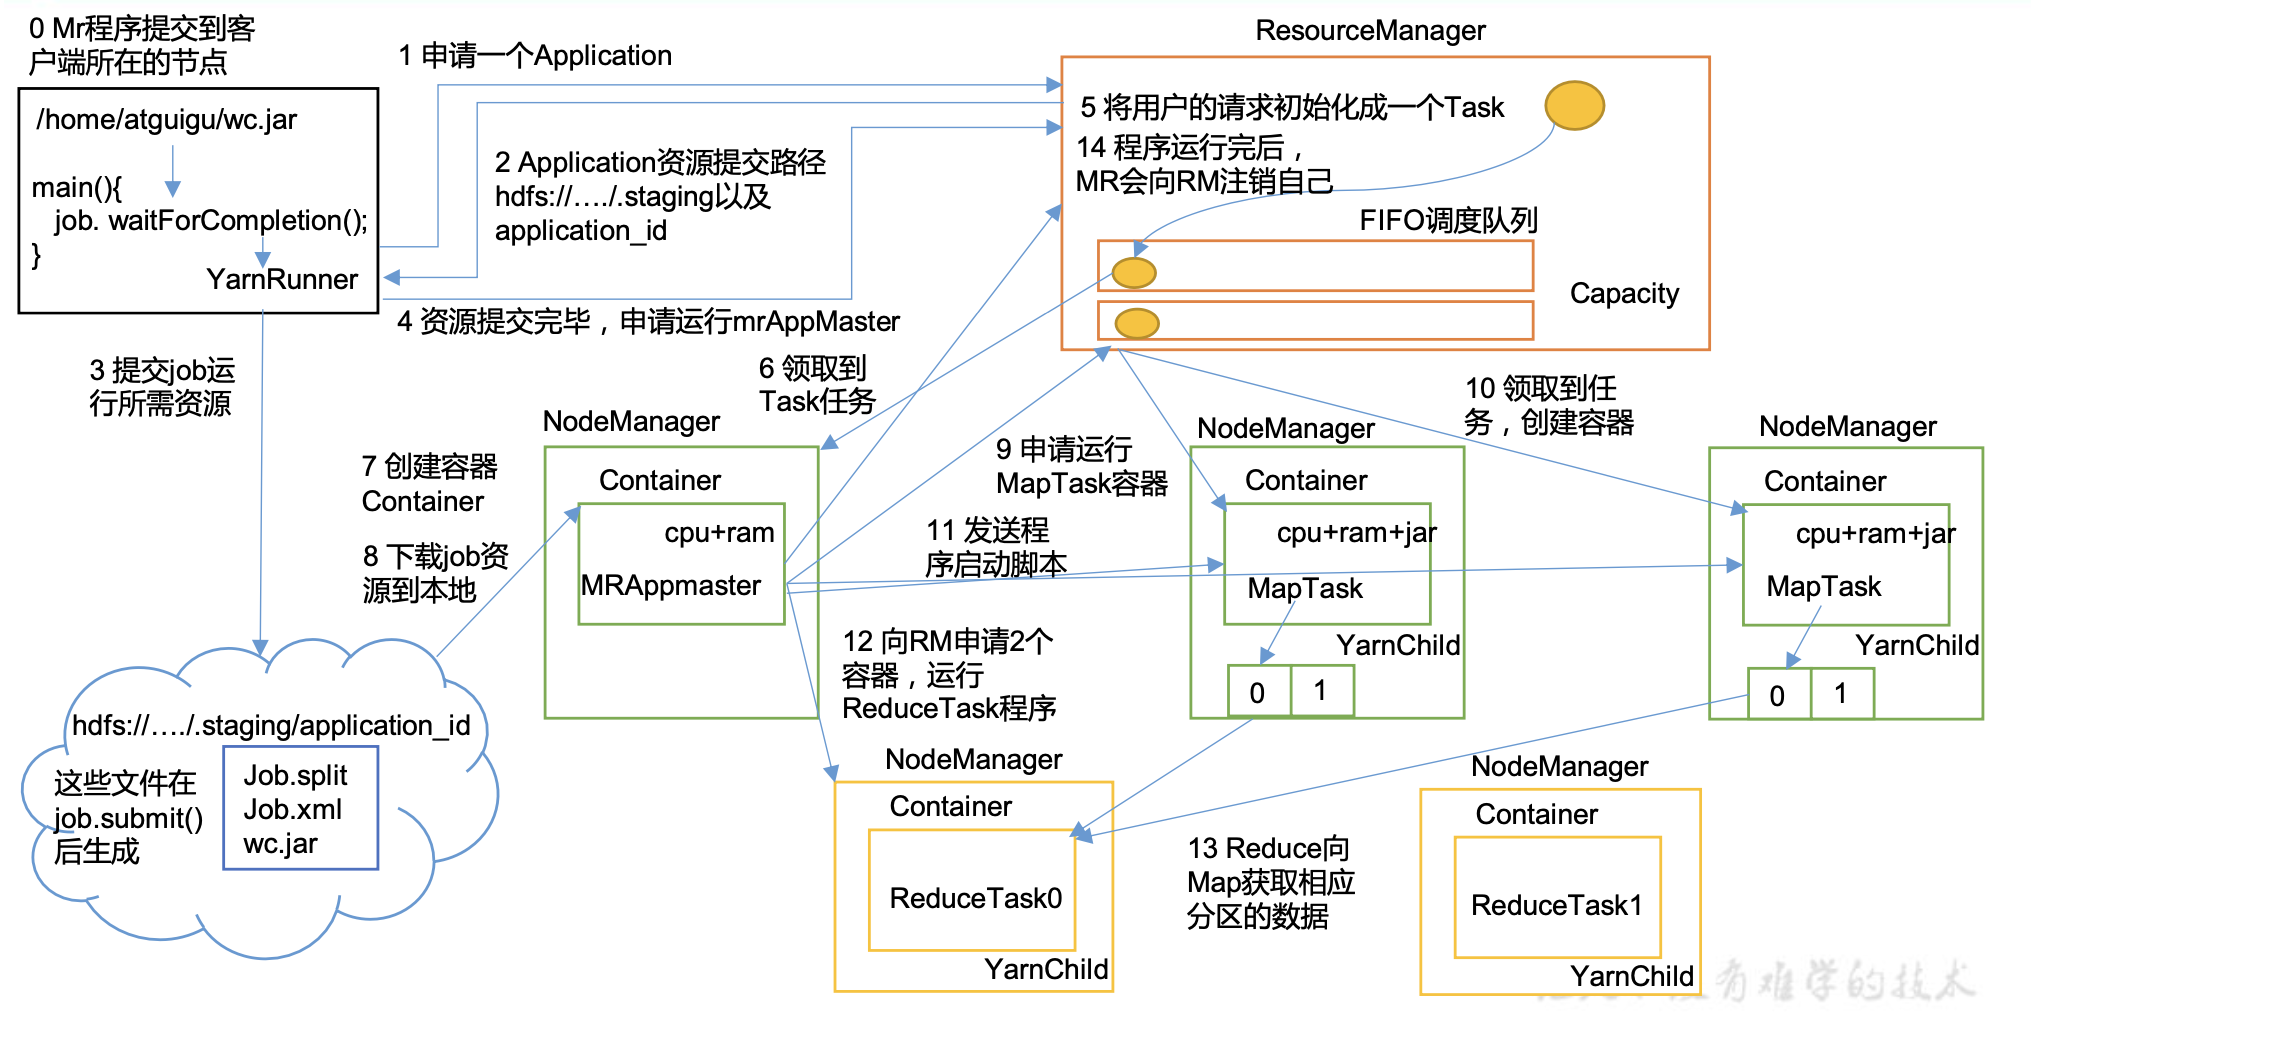 0 Mr程序提交到客
户端所在的节点
/home/atguigu/wc.jar
main(){
job. waitForCompletion();
}
YarnRunner
1 申请一个Application
2 Application资源提交路径
hdfs://…./.staging以及
application_id
3 提交job运
行所需资源
4 资源提交完毕，申请运行mrAppMaster
ResourceManager
5 将用户的请求初始化成一个Task
14 程序运行完后，
MR会向RM注销自己
FIFO调度队列
Capacity
6 领取到
Task任务
7 创建容器
Container
8 下载job资
源到本地
NodeManager
Container
cpu+ram
MRAppmaster
9 申请运行
MapTask容器
10 领取到任
务，创建容器
11 发送程
序启动脚本
NodeManager
Container
cpu+ram+jar
MapTask
YarnChild
0
1
NodeManager
Container
cpu+ram+jar
MapTask
YarnChild
0
1
12 向RM申请2个
容器，运行
ReduceTask程序
hdfs://…./.staging/application_id
这些文件在
job.submit()
后生成
Job.split
Job.xml
wc.jar
NodeManager
Container
ReduceTask0
YarnChild
13 Reduce向
Map获取相应
分区的数据
NodeManager
Container
ReduceTask1
YarnChild
有难学的技术